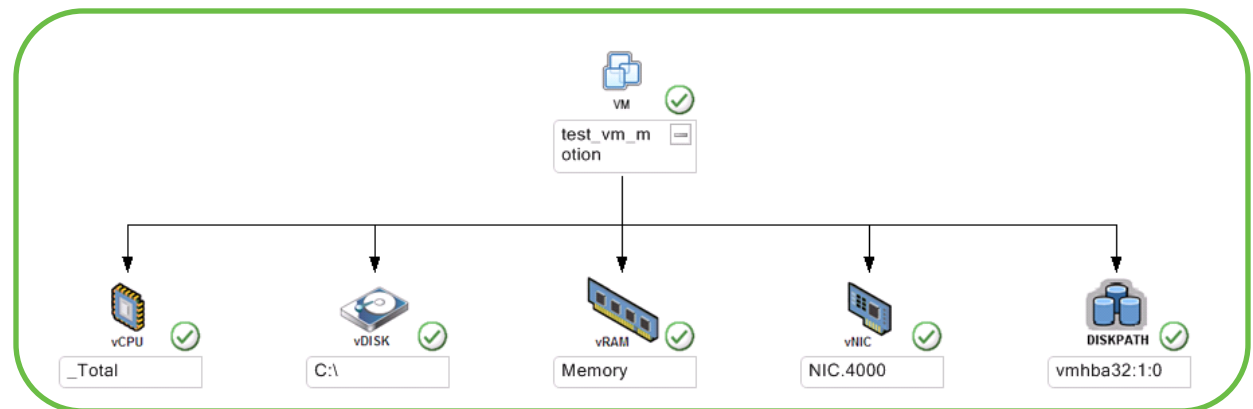 VM
test_vm_m
otion
vCPU
vDISK
vRAM
vNIC
DISKPATH
_Total
C:\
Memory
NIC.4000
vmhba32:1:0